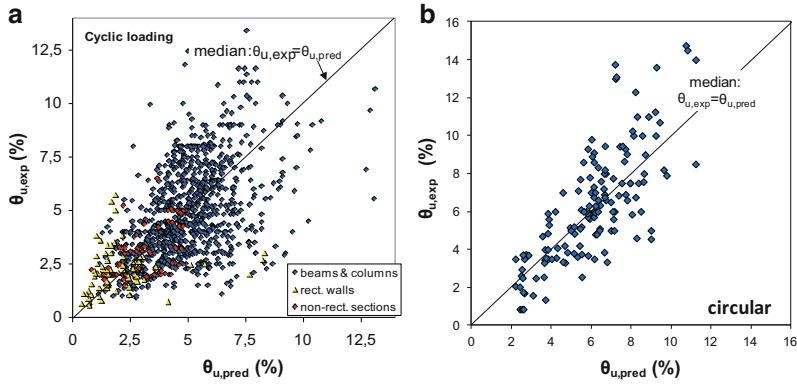 a
Cyclic loading
median:θu,exp=θu,pred
12,5
10
7,5
5
2,5
0
0
2,5
5
7,5
10
12,5
θu,exp (%)
θu,pred (%)
beams & columns
rect. walls
non-rect. sections
b
16
14
12
10
8
6
4
2
0
0
2
4
6
8
10
12
14
16
median:
θu,exp=θu,pred
circular
θu,exp (%)
θu,pred (%)